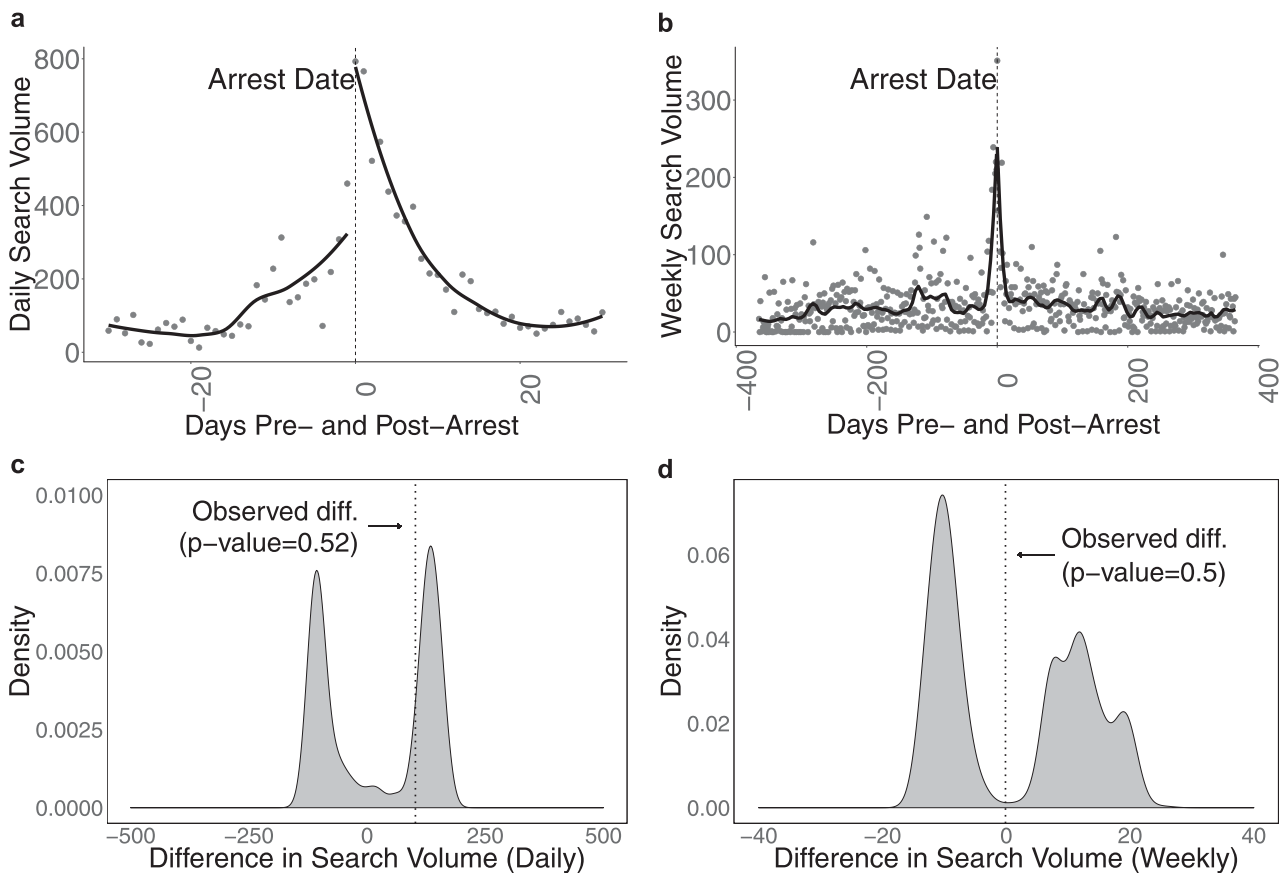 a
Daily Search Volume
800
600
400
200
0
Arrest Date
−20
0
20
Days Pre− and Post−Arrest
b
Weekly Search Volume
300
200
100
0
Arrest Date
−400
−200
0
200
400
Days Pre− and Post−Arrest
c
Density
0.0100
0.0075
0.0050
0.0025
0.0000
Observed diff.
(p−value=0.52)
−500
−250
0
250
500
Difference in Search Volume (Daily)
d
Density
0.06
0.04
0.02
0.00
Observed diff.
(p−value=0.5)
−40
−20
0
20
40
Difference in Search Volume (Weekly)